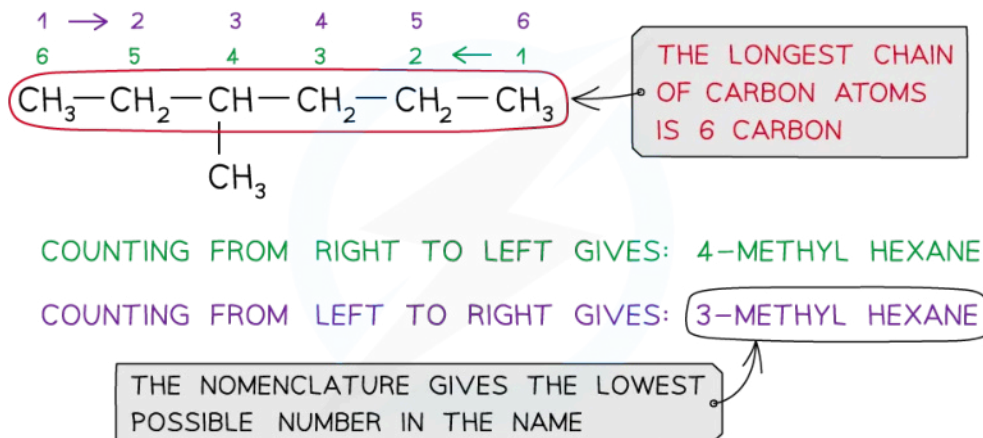 1 → 2 3 4 5 6
6 5 4 3 2 ← 1
CH₃—CH₂—CH—CH₂—CH₂—CH₃
CH₃
THE LONGEST CHAIN
OF CARBON ATOMS
IS 6 CARBON
COUNTING FROM RIGHT TO LEFT GIVES: 4-METHYL HEXANE
COUNTING FROM LEFT TO RIGHT GIVES: 3-METHYL HEXANE
THE NOMENCLATURE GIVES THE LOWEST
POSSIBLE NUMBER IN THE NAME